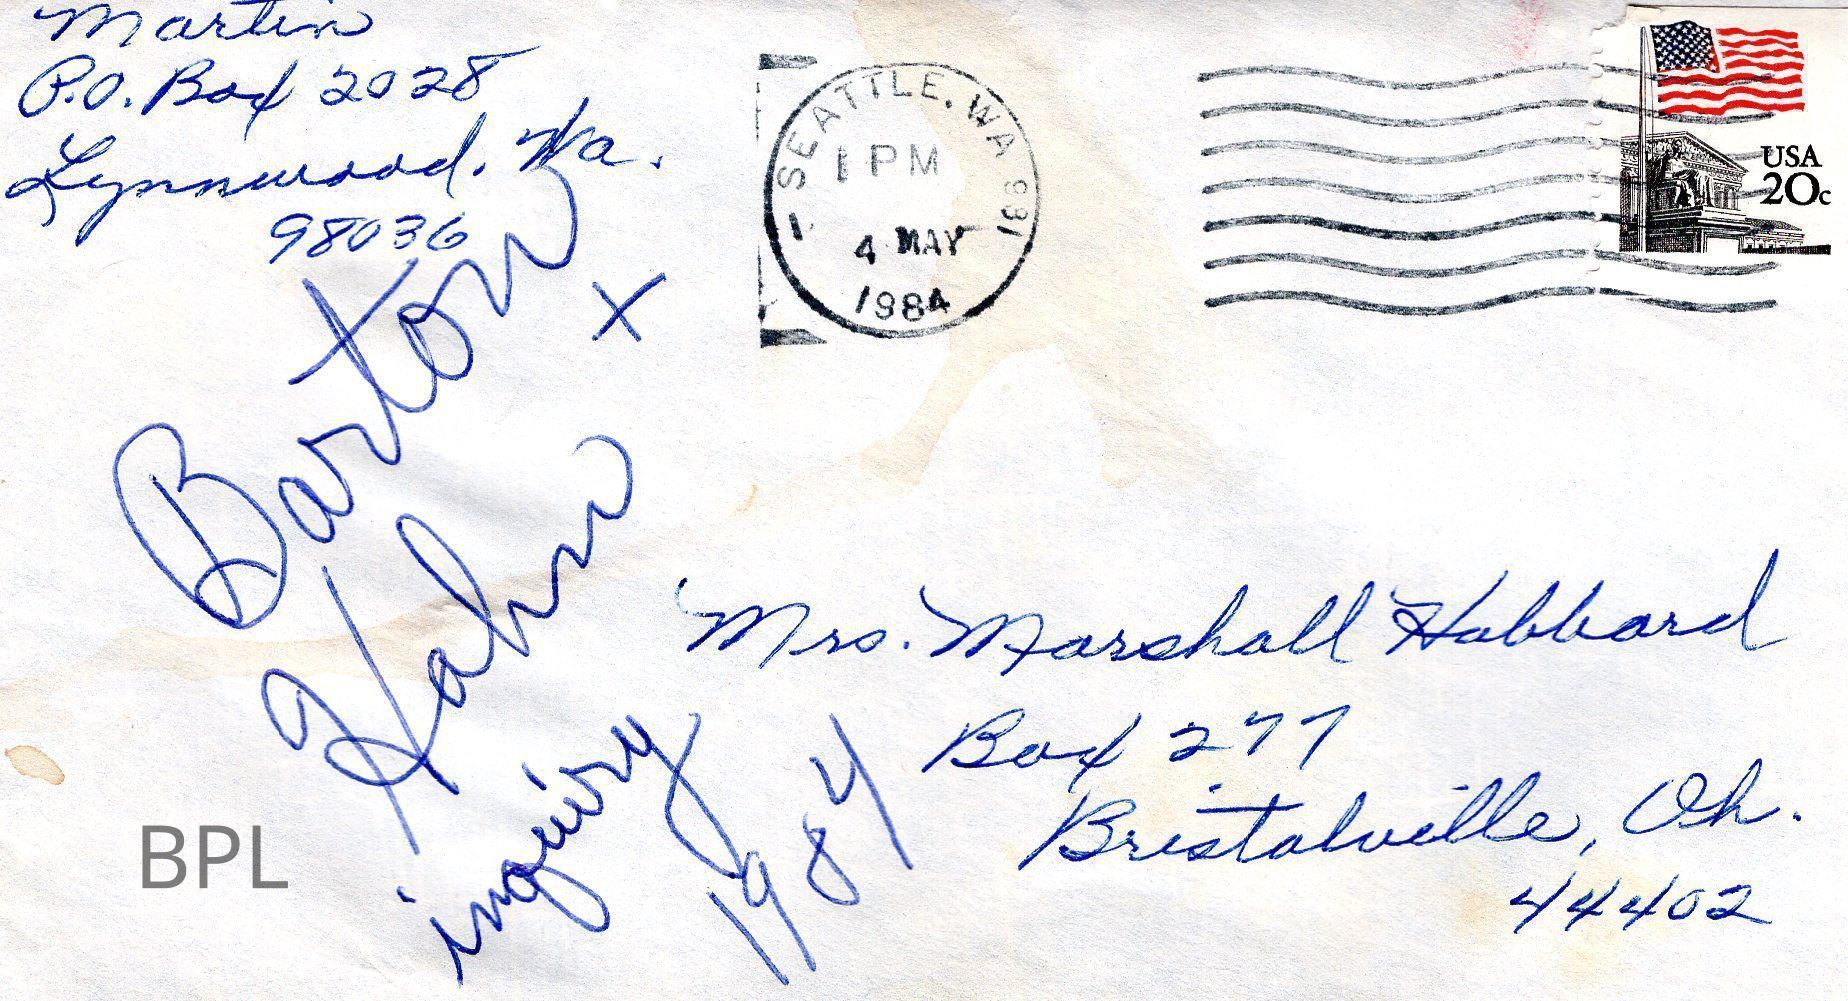 Martin
P.O. Box 2028
Lynnwood, Wa.
98036
SEATTLE, WA 981
1 PM
4 MAY
1984
USA
20c
Barton
x
Hahn
inquiry
1984
Mrs. Marshall Hubbard
Box 277
Bristolville, Oh.
44402
BPL